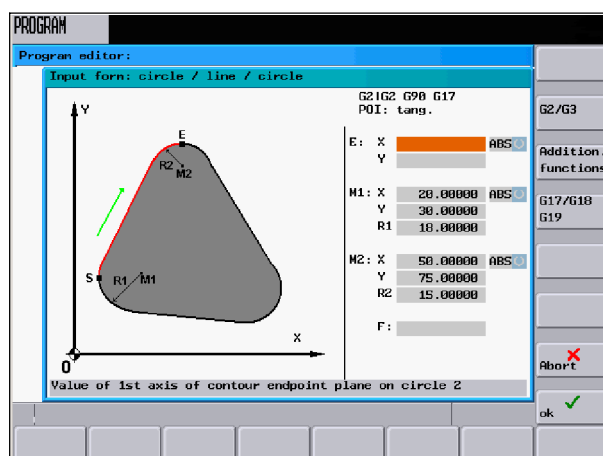 PROGRAM
Program editor:
Input form: circle / line / circle
G2|G2 G90 G17
POI: tang.
Y
E
R2
M2
S
R1
M1
X
0
E: X ABS
Y
M1: X 20.00000 ABS
Y 30.00000
R1 18.00000
M2: X 50.00000 ABS
Y 75.00000
R2 15.00000
F:
Value of 1st axis of contour endpoint plane on circle 2
G2/G3
Addition.
functions
G17/G18
G19
Abort
ok